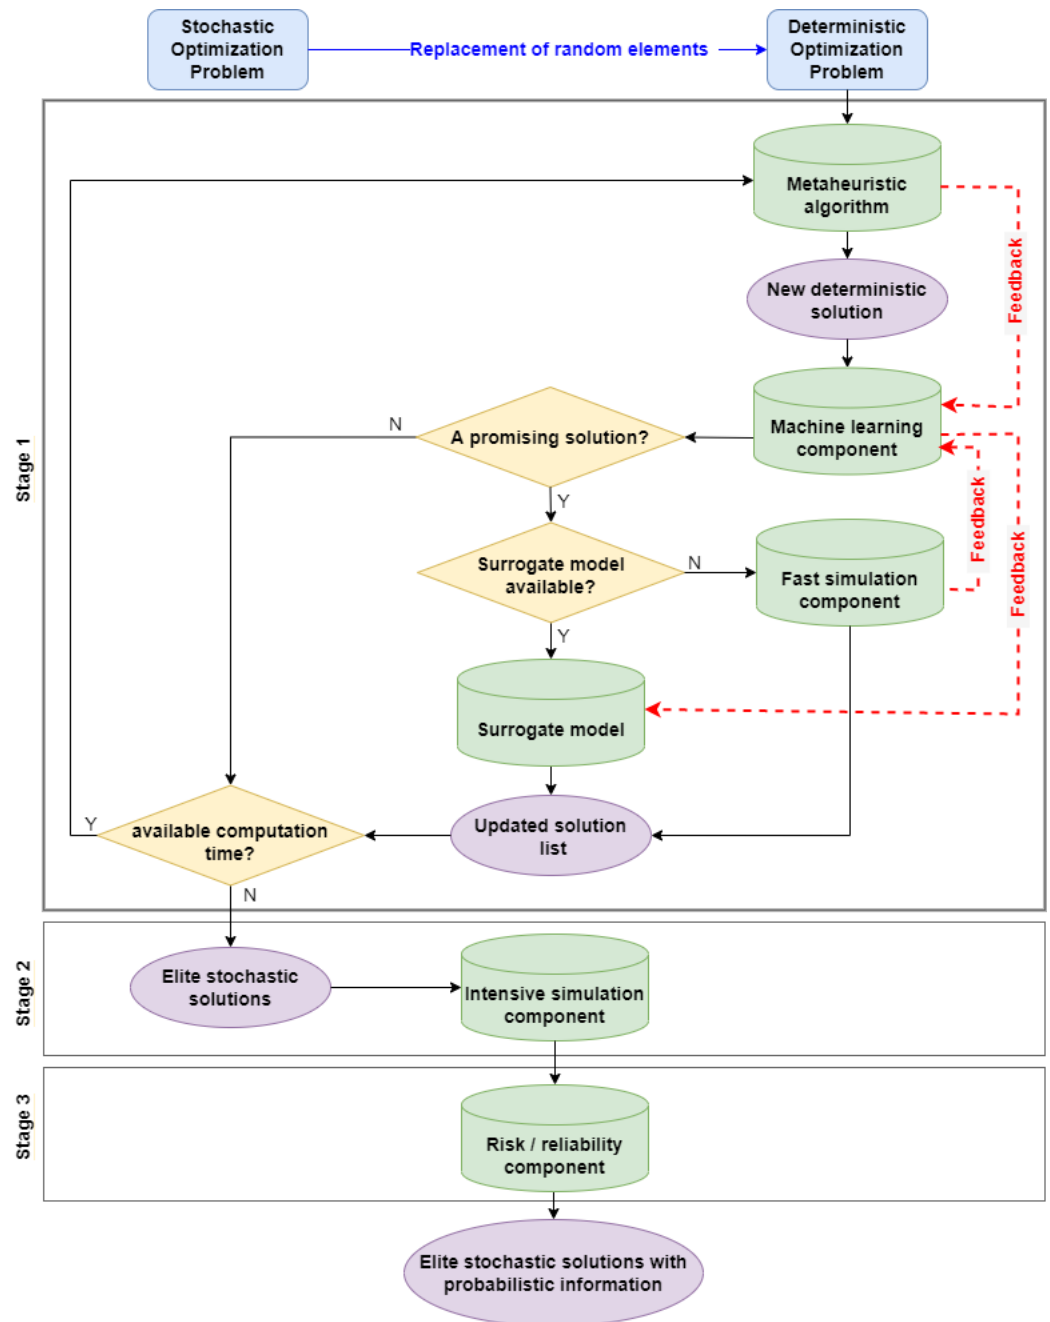 Stochastic
Optimization
Problem
Replacement of random elements
Deterministic
Optimization
Problem
Stage 1
Metaheuristic
algorithm
Feedback
New deterministic
solution
Machine learning
component
A promising solution?
N
Y
Surrogate model
available?
N
Y
Fast simulation
component
Feedback
Feedback
Surrogate model
Updated solution
list
available computation
time?
Y
N
Stage 2
Elite stochastic
solutions
Intensive simulation
component
Stage 3
Risk / reliability
component
Elite stochastic solutions with
probabilistic information